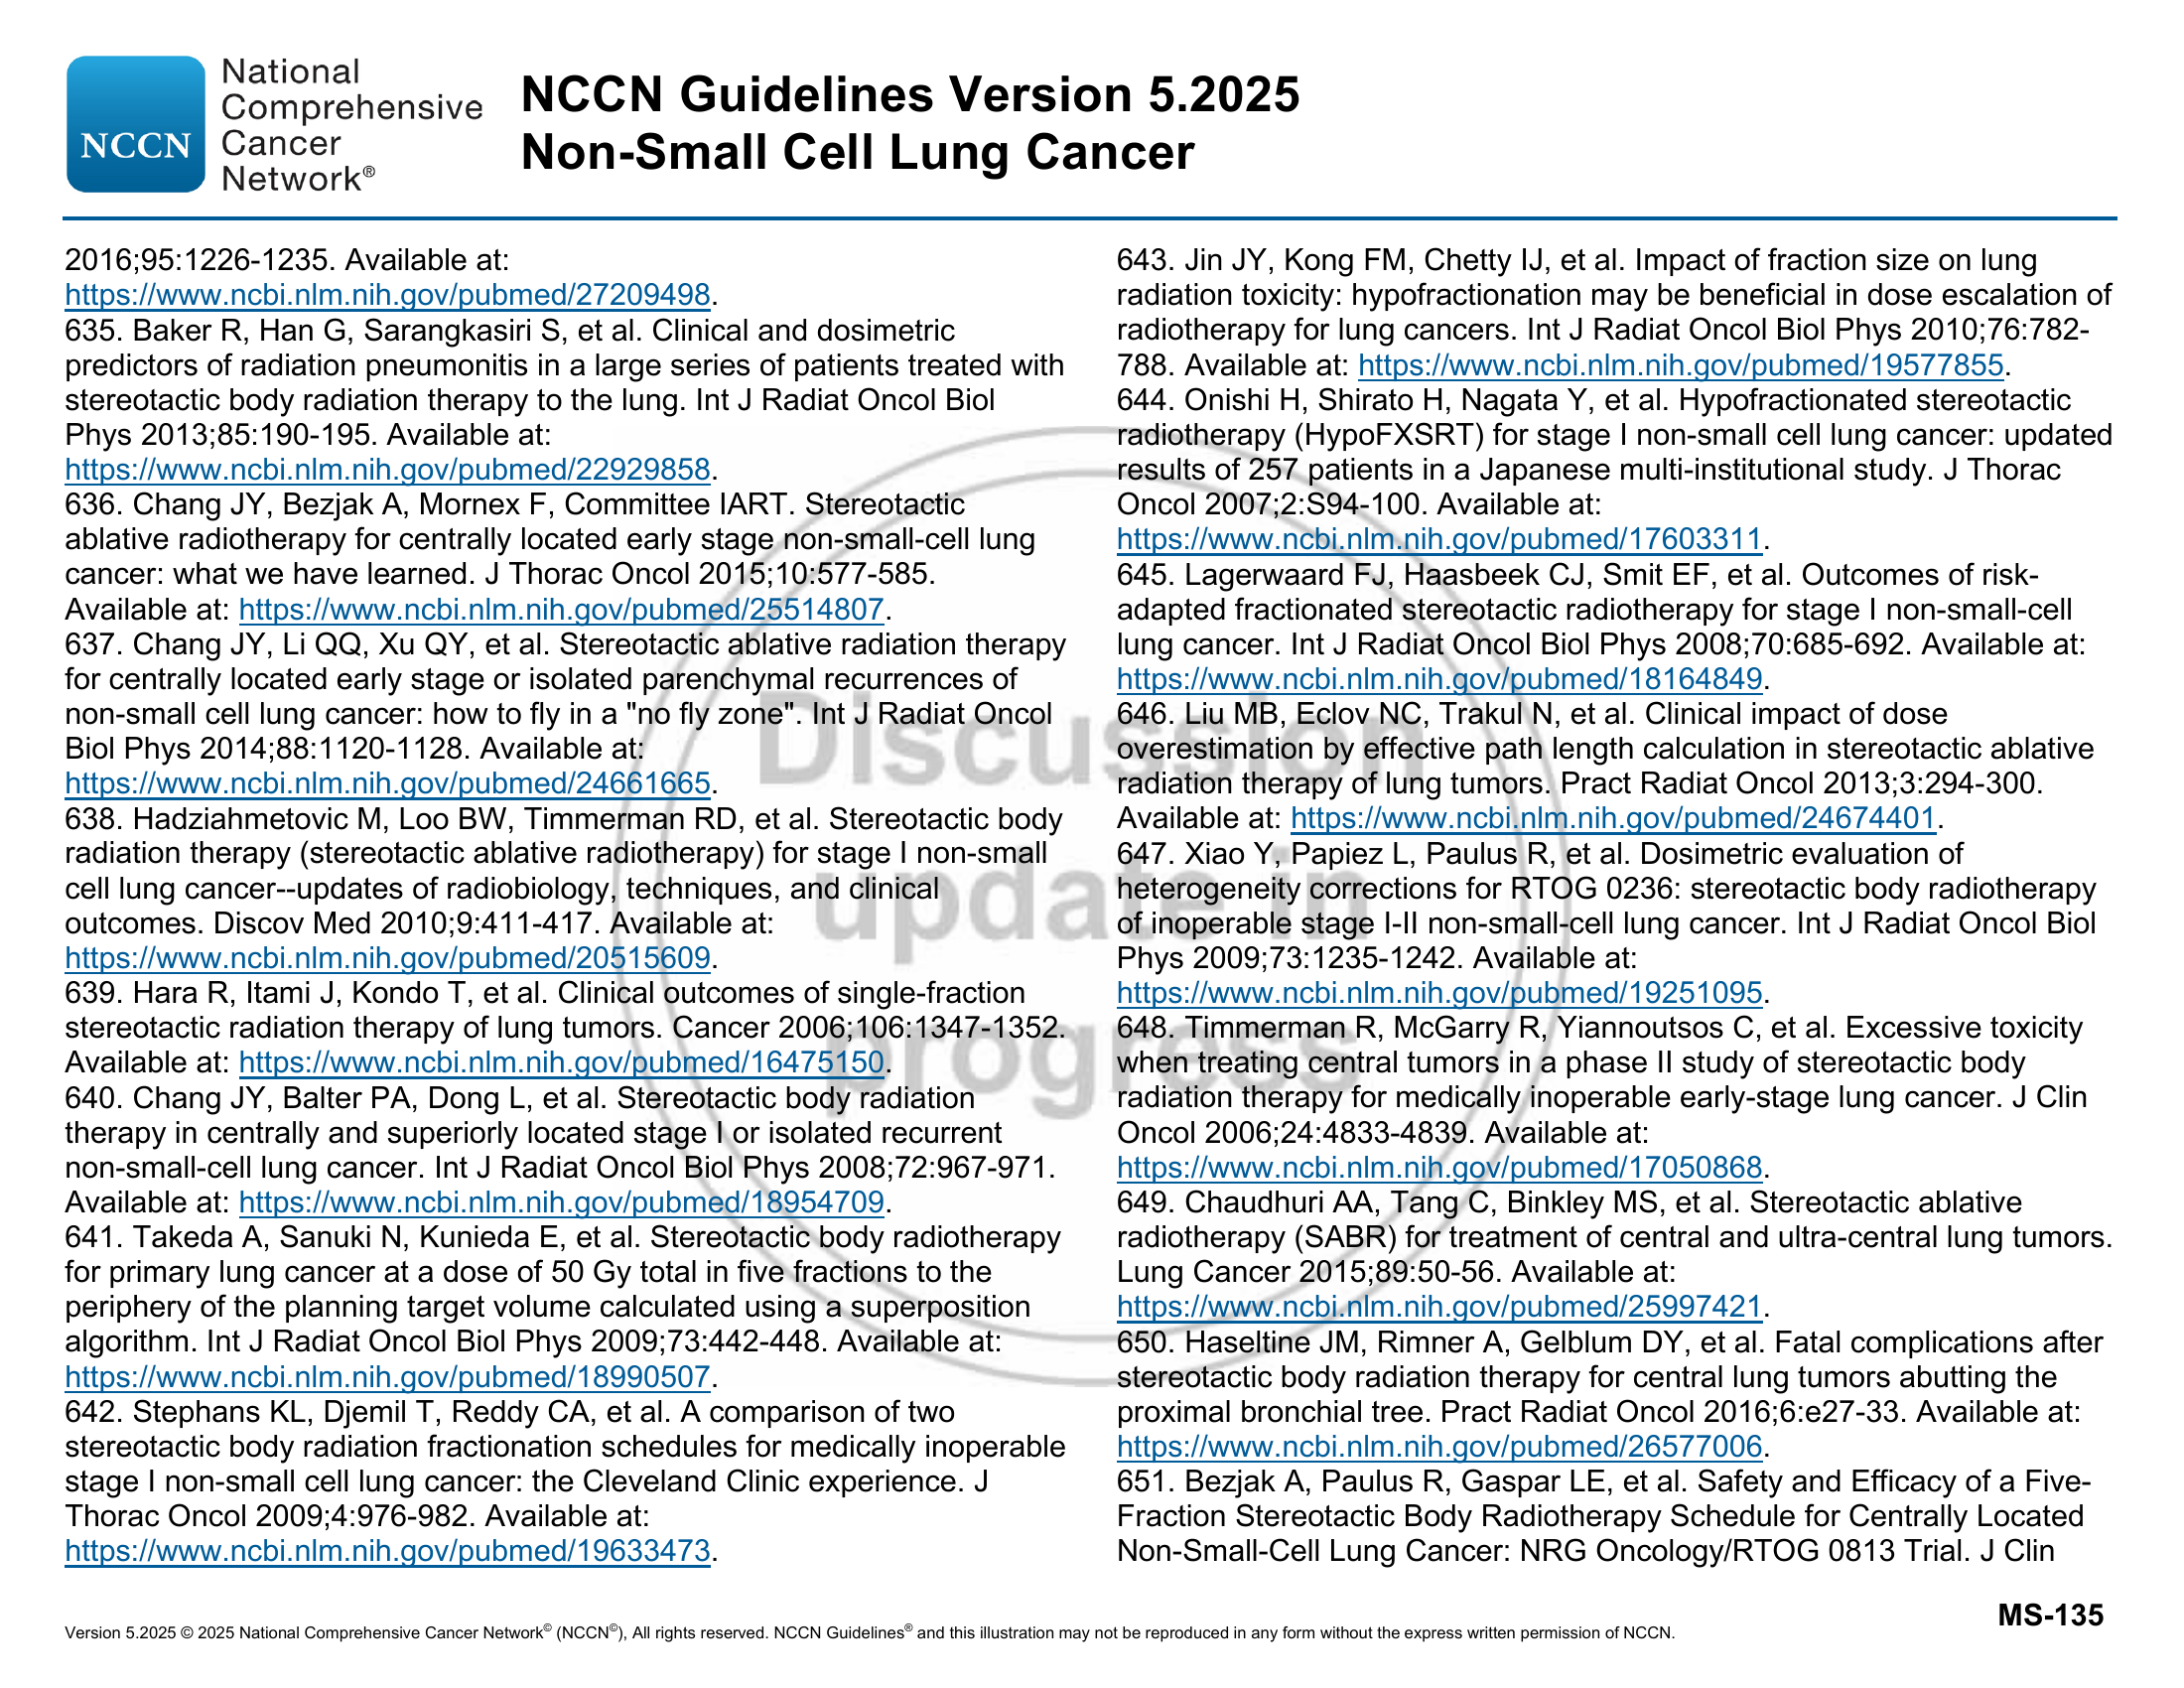 NCCN
National
Comprehensive
Cancer
Network®
NCCN Guidelines Version 5.2025
Non-Small Cell Lung Cancer
2016;95:1226-1235. Available at:
https://www.ncbi.nlm.nih.gov/pubmed/27209498.
635. Baker R, Han G, Sarangkasiri S, et al. Clinical and dosimetric
predictors of radiation pneumonitis in a large series of patients treated with
stereotactic body radiation therapy to the lung. Int J Radiat Oncol Biol
Phys 2013;85:190-195. Available at:
https://www.ncbi.nlm.nih.gov/pubmed/22929858.
636. Chang JY, Bezjak A, Mornex F, Committee IART. Stereotactic
ablative radiotherapy for centrally located early stage non-small-cell lung
cancer: what we have learned. J Thorac Oncol 2015;10:577-585.
Available at: https://www.ncbi.nlm.nih.gov/pubmed/25514807.
637. Chang JY, Li QQ, Xu QY, et al. Stereotactic ablative radiation therapy
for centrally located early stage or isolated parenchymal recurrences of
non-small cell lung cancer: how to fly in a "no fly zone". Int J Radiat Oncol
Biol Phys 2014;88:1120-1128. Available at:
https://www.ncbi.nlm.nih.gov/pubmed/24661665.
638. Hadziahmetovic M, Loo BW, Timmerman RD, et al. Stereotactic body
radiation therapy (stereotactic ablative radiotherapy) for stage I non-small
cell lung cancer--updates of radiobiology, techniques, and clinical
outcomes. Discov Med 2010;9:411-417. Available at:
https://www.ncbi.nlm.nih.gov/pubmed/20515609.
639. Hara R, Itami J, Kondo T, et al. Clinical outcomes of single-fraction
stereotactic radiation therapy of lung tumors. Cancer 2006;106:1347-1352.
Available at: https://www.ncbi.nlm.nih.gov/pubmed/16475150.
640. Chang JY, Balter PA, Dong L, et al. Stereotactic body radiation
therapy in centrally and superiorly located stage I or isolated recurrent
non-small-cell lung cancer. Int J Radiat Oncol Biol Phys 2008;72:967-971.
Available at: https://www.ncbi.nlm.nih.gov/pubmed/18954709.
641. Takeda A, Sanuki N, Kunieda E, et al. Stereotactic body radiotherapy
for primary lung cancer at a dose of 50 Gy total in five fractions to the
periphery of the planning target volume calculated using a superposition
algorithm. Int J Radiat Oncol Biol Phys 2009;73:442-448. Available at:
https://www.ncbi.nlm.nih.gov/pubmed/18990507.
642. Stephans KL, Djemil T, Reddy CA, et al. A comparison of two
stereotactic body radiation fractionation schedules for medically inoperable
stage I non-small cell lung cancer: the Cleveland Clinic experience. J
Thorac Oncol 2009;4:976-982. Available at:
https://www.ncbi.nlm.nih.gov/pubmed/19633473.
643. Jin JY, Kong FM, Chetty IJ, et al. Impact of fraction size on lung
radiation toxicity: hypofractionation may be beneficial in dose escalation of
radiotherapy for lung cancers. Int J Radiat Oncol Biol Phys 2010;76:782-
788. Available at: https://www.ncbi.nlm.nih.gov/pubmed/19577855.
644. Onishi H, Shirato H, Nagata Y, et al. Hypofractionated stereotactic
radiotherapy (HypoFXSRT) for stage I non-small cell lung cancer: updated
results of 257 patients in a Japanese multi-institutional study. J Thorac
Oncol 2007;2:S94-100. Available at:
https://www.ncbi.nlm.nih.gov/pubmed/17603311.
645. Lagerwaard FJ, Haasbeek CJ, Smit EF, et al. Outcomes of risk-
adapted fractionated stereotactic radiotherapy for stage I non-small-cell
lung cancer. Int J Radiat Oncol Biol Phys 2008;70:685-692. Available at:
https://www.ncbi.nlm.nih.gov/pubmed/18164849.
646. Liu MB, Eclov NC, Trakul N, et al. Clinical impact of dose
overestimation by effective path length calculation in stereotactic ablative
radiation therapy of lung tumors. Pract Radiat Oncol 2013;3:294-300.
Available at: https://www.ncbi.nlm.nih.gov/pubmed/24674401.
647. Xiao Y, Papiez L, Paulus R, et al. Dosimetric evaluation of
heterogeneity corrections for RTOG 0236: stereotactic body radiotherapy
of inoperable stage I-II non-small-cell lung cancer. Int J Radiat Oncol Biol
Phys 2009;73:1235-1242. Available at:
https://www.ncbi.nlm.nih.gov/pubmed/19251095.
648. Timmerman R, McGarry R, Yiannoutsos C, et al. Excessive toxicity
when treating central tumors in a phase II study of stereotactic body
radiation therapy for medically inoperable early-stage lung cancer. J Clin
Oncol 2006;24:4833-4839. Available at:
https://www.ncbi.nlm.nih.gov/pubmed/17050868.
649. Chaudhuri AA, Tang C, Binkley MS, et al. Stereotactic ablative
radiotherapy (SABR) for treatment of central and ultra-central lung tumors.
Lung Cancer 2015;89:50-56. Available at:
https://www.ncbi.nlm.nih.gov/pubmed/25997421.
650. Haseltine JM, Rimner A, Gelblum DY, et al. Fatal complications after
stereotactic body radiation therapy for central lung tumors abutting the
proximal bronchial tree. Pract Radiat Oncol 2016;6:e27-33. Available at:
https://www.ncbi.nlm.nih.gov/pubmed/26577006.
651. Bezjak A, Paulus R, Gaspar LE, et al. Safety and Efficacy of a Five-
Fraction Stereotactic Body Radiotherapy Schedule for Centrally Located
Non-Small-Cell Lung Cancer: NRG Oncology/RTOG 0813 Trial. J Clin
Discussion
update in
progress
MS-135
Version 5.2025 © 2025 National Comprehensive Cancer Network© (NCCN©), All rights reserved. NCCN Guidelines® and this illustration may not be reproduced in any form without the express written permission of NCCN.